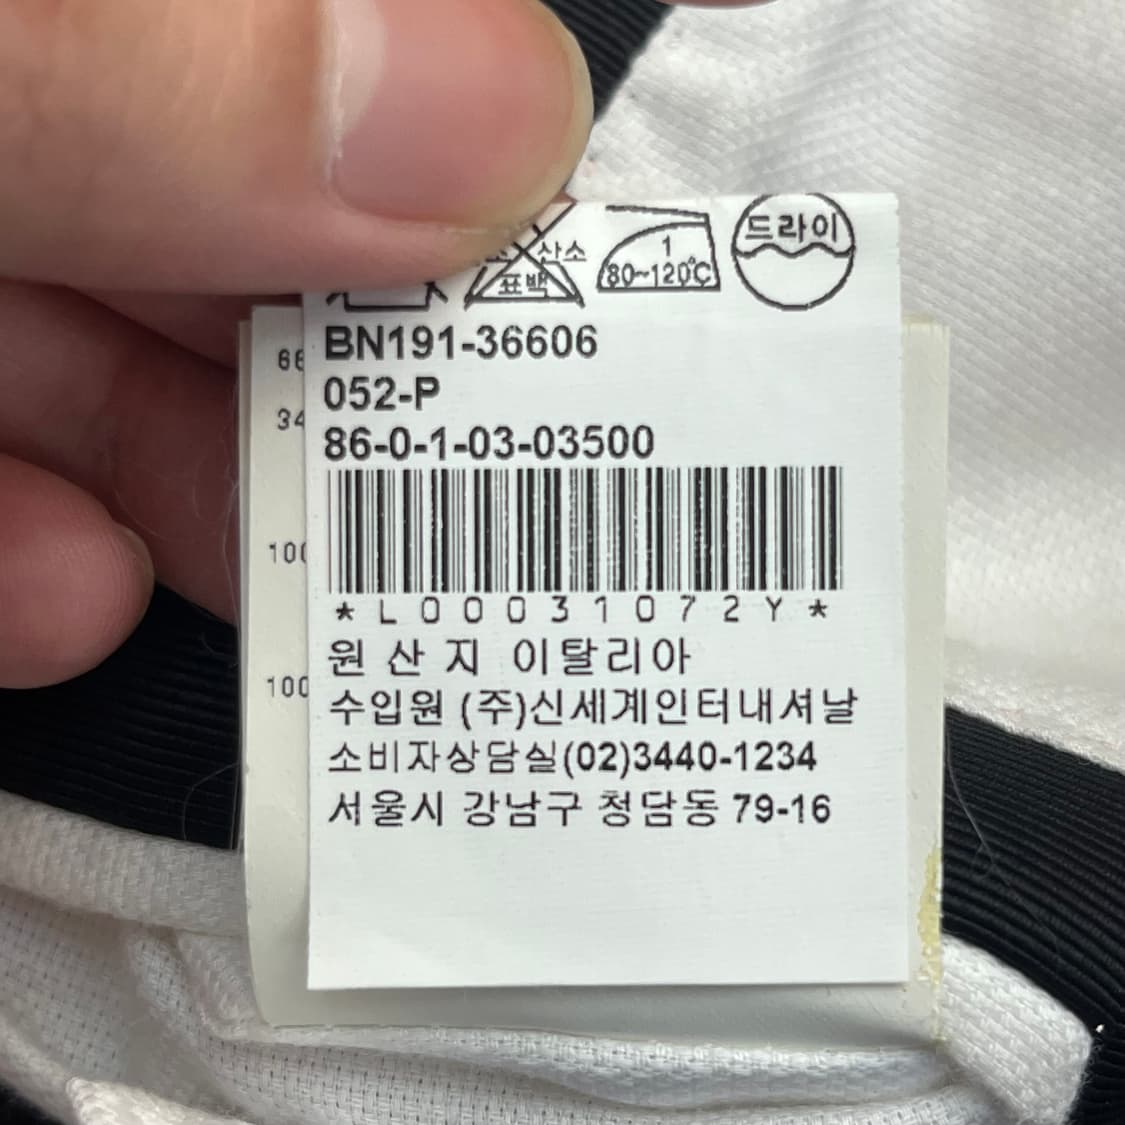 산소
표백
1
80~120℃
드라이
BN191-36606
052-P
86-0-1-03-03500
*L00031072Y*
원산지 이탈리아
수입원 (주)신세계인터내셔날
소비자상담실(02)3440-1234
서울시 강남구 청담동 79-16
34
100
100